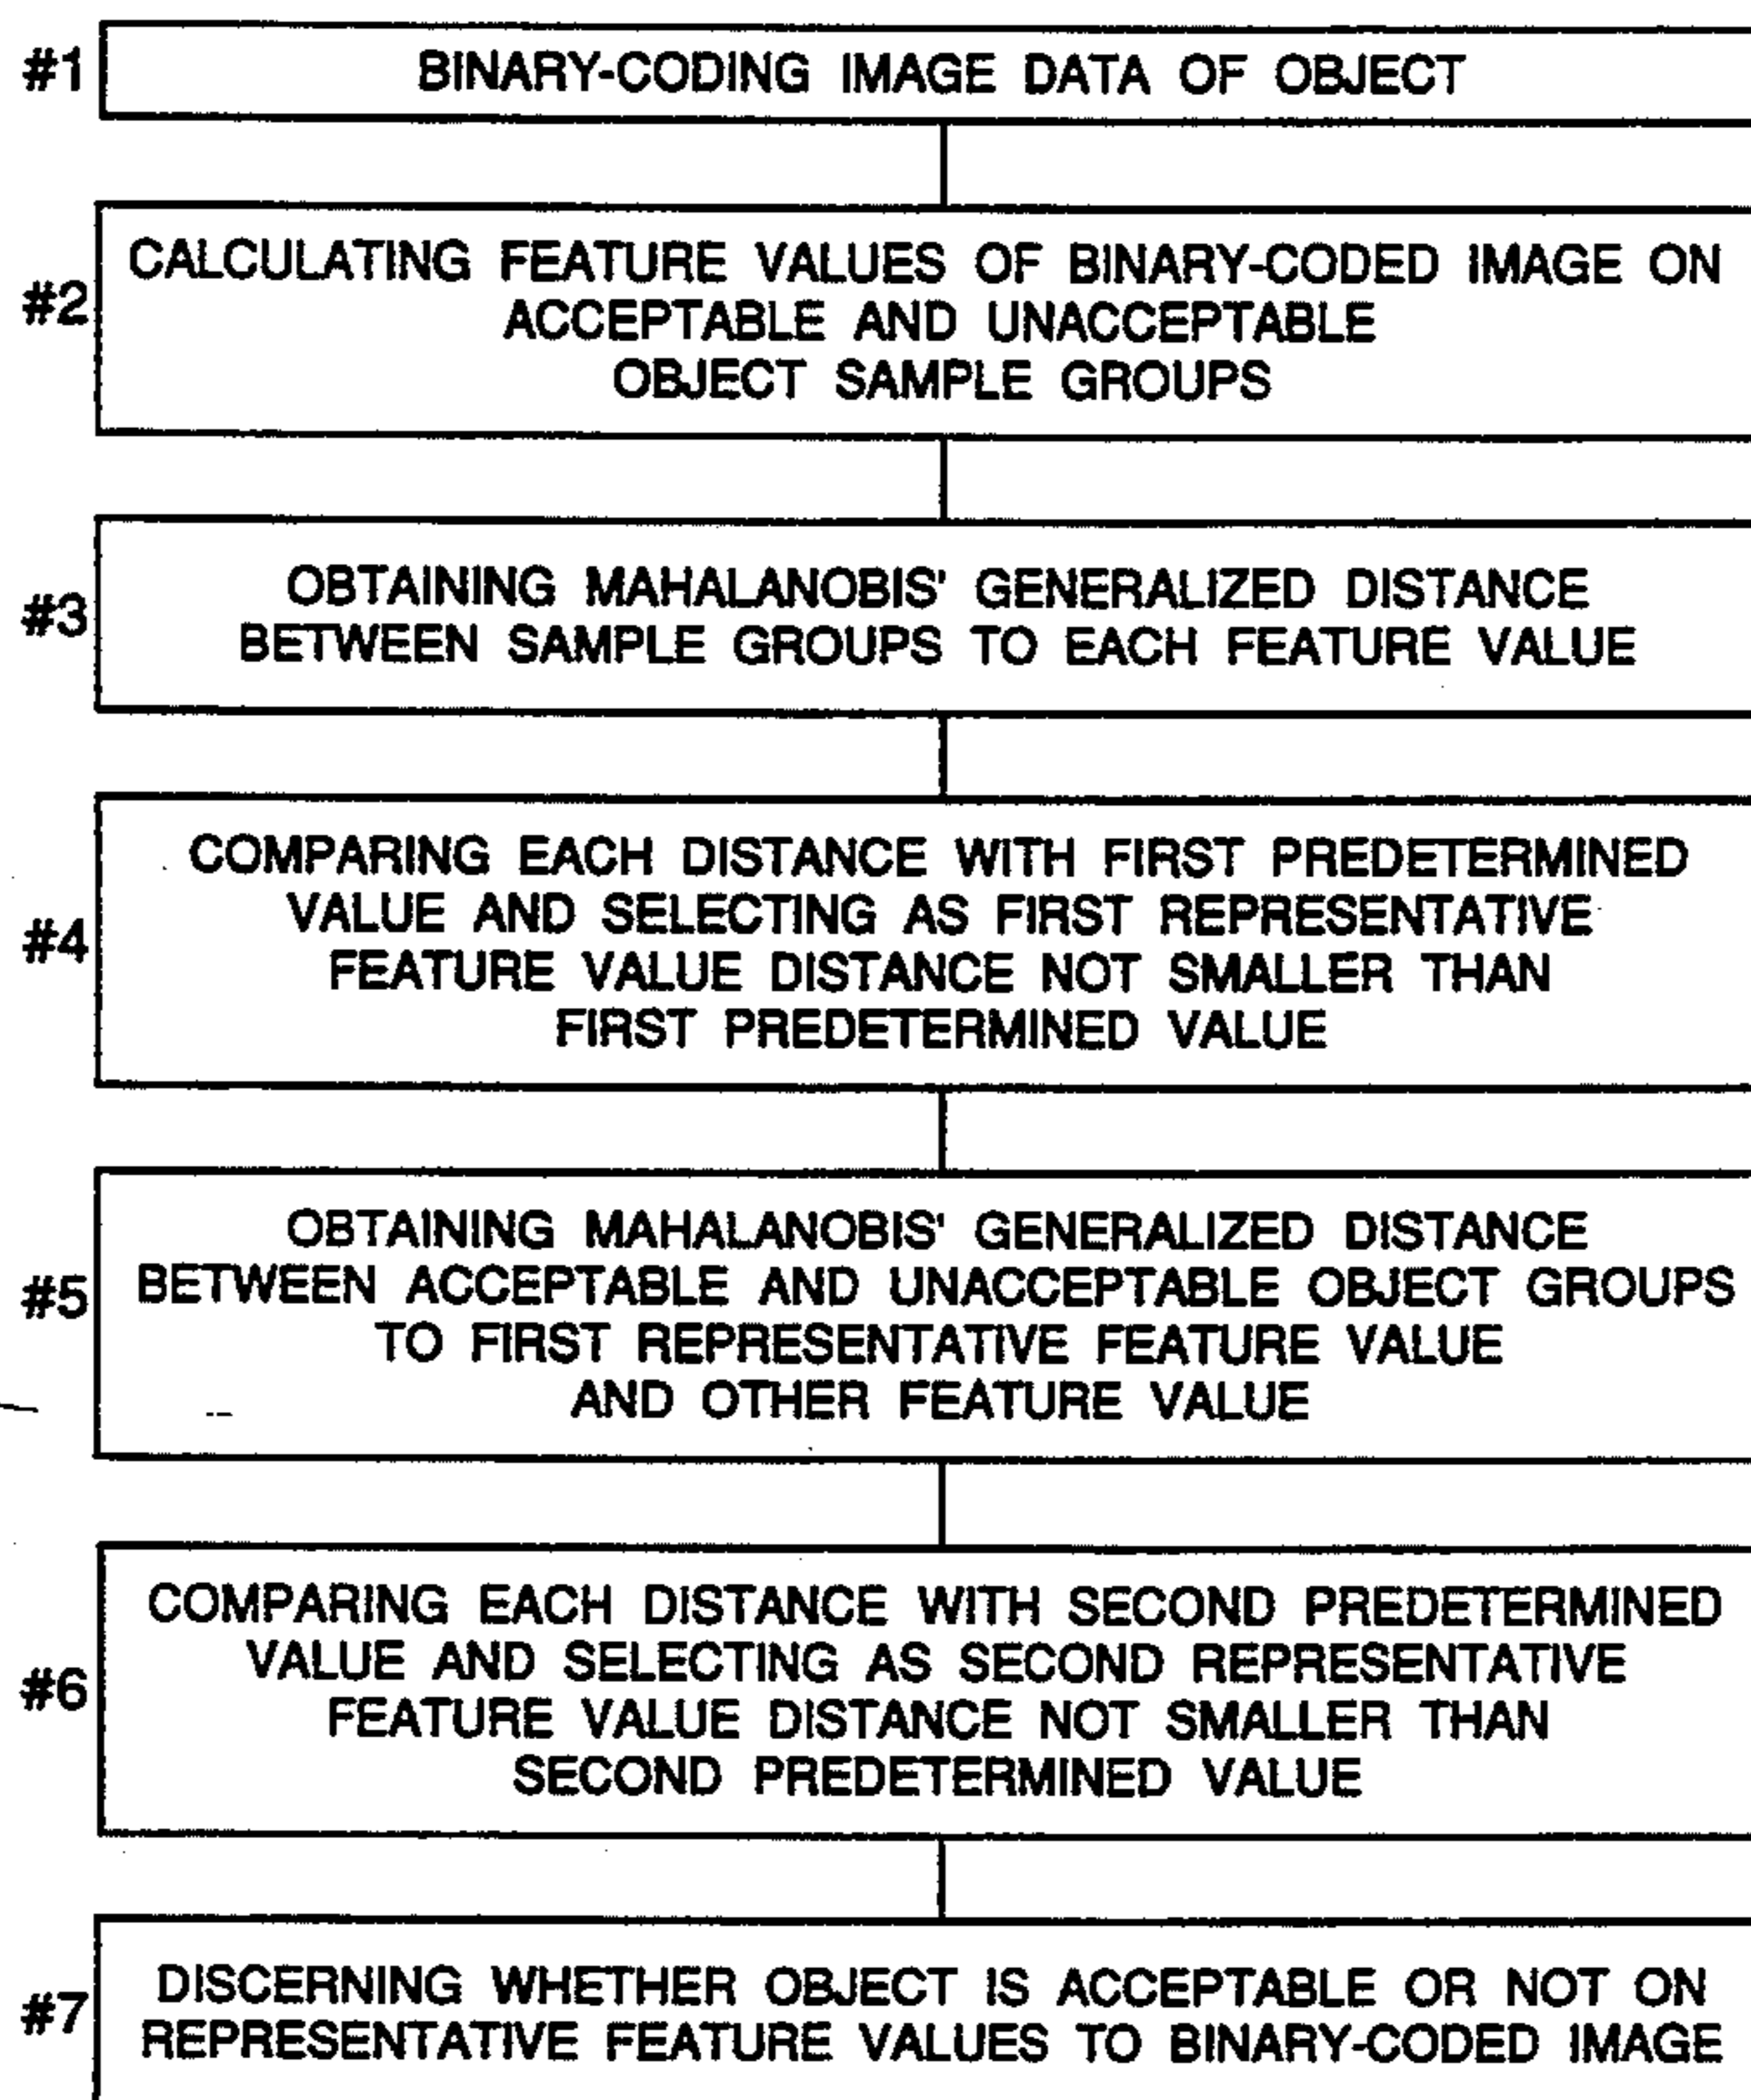 #1 BINARY-CODING IMAGE DATA OF OBJECT
CALCULATING FEATURE VALUES OF BINARY-CODED IMAGE ON
#2 ACCEPTABLE AND UNACCEPTABLE
OBJECT SAMPLE GROUPS
OBTAINING MAHALANOBIS' GENERALIZED DISTANCE
#3 BETWEEN SAMPLE GROUPS TO EACH FEATURE VALUE
COMPARING EACH DISTANCE WITH FIRST PREDETERMINED
VALUE AND SELECTING AS FIRST REPRESENTATIVE
#4 FEATURE VALUE DISTANCE NOT SMALLER THAN
FIRST PREDETERMINED VALUE
OBTAINING MAHALANOBIS' GENERALIZED DISTANCE
#5 BETWEEN ACCEPTABLE AND UNACCEPTABLE OBJECT GROUPS
TO FIRST REPRESENTATIVE FEATURE VALUE
AND OTHER FEATURE VALUE
COMPARING EACH DISTANCE WITH SECOND PREDETERMINED
VALUE AND SELECTING AS SECOND REPRESENTATIVE
#6 FEATURE VALUE DISTANCE NOT SMALLER THAN
SECOND PREDETERMINED VALUE
DISCERNING WHETHER OBJECT IS ACCEPTABLE OR NOT ON
#7 REPRESENTATIVE FEATURE VALUES TO BINARY-CODED IMAGE